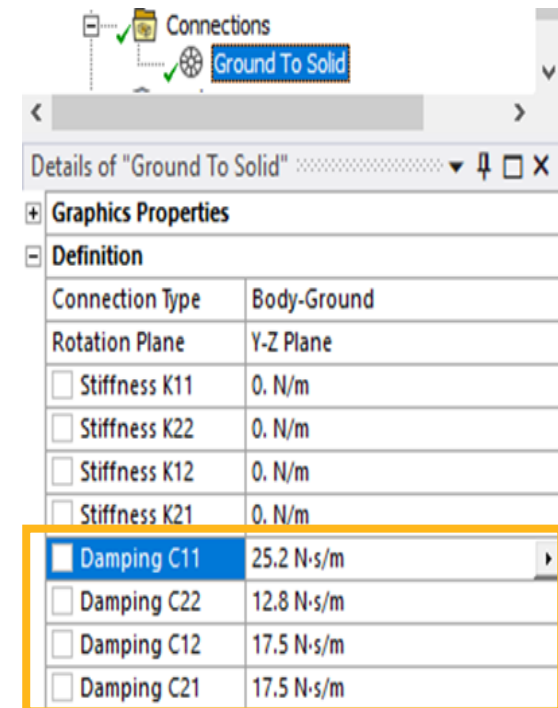 Connections
Ground To Solid
Details of "Ground To Solid"
Graphics Properties
Definition
Connection Type Body-Ground
Rotation Plane Y-Z Plane
Stiffness K11 0. N/m
Stiffness K22 0. N/m
Stiffness K12 0. N/m
Stiffness K21 0. N/m
Damping C11 25.2 N·s/m
Damping C22 12.8 N·s/m
Damping C12 17.5 N·s/m
Damping C21 17.5 N·s/m